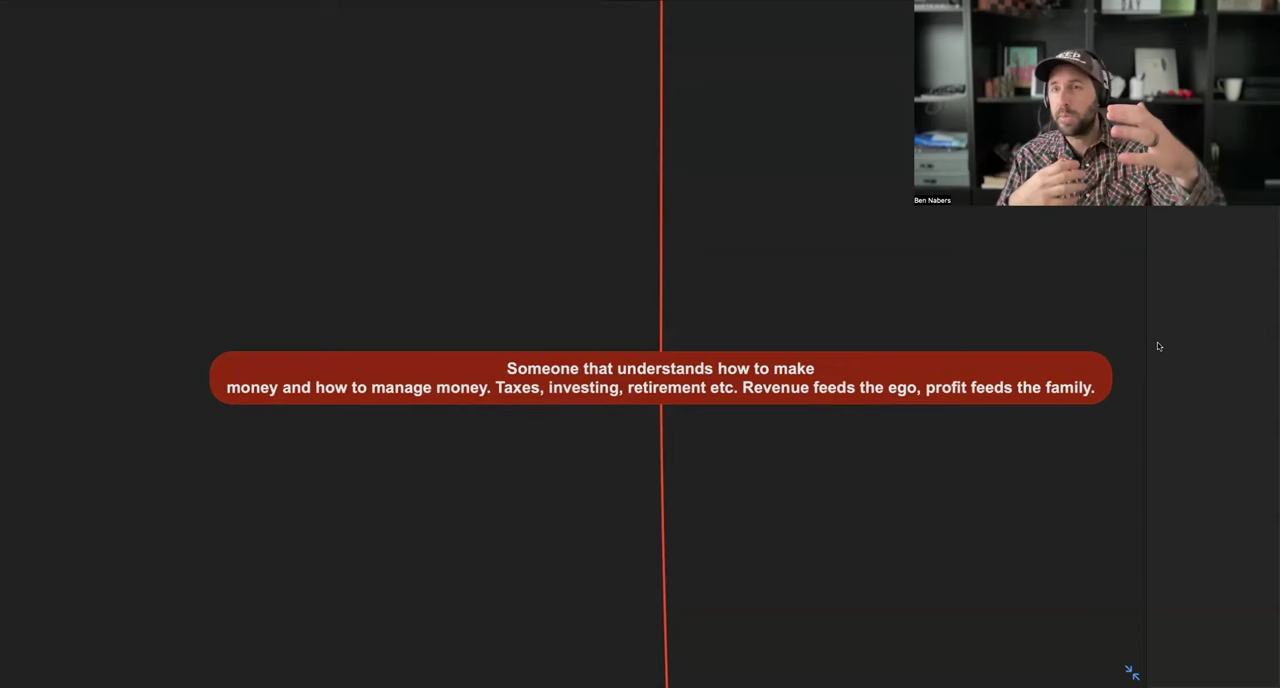 Ben Nabers
Someone that understands how to make
money and how to manage money. Taxes, investing, retirement etc. Revenue feeds the ego, profit feeds the family.